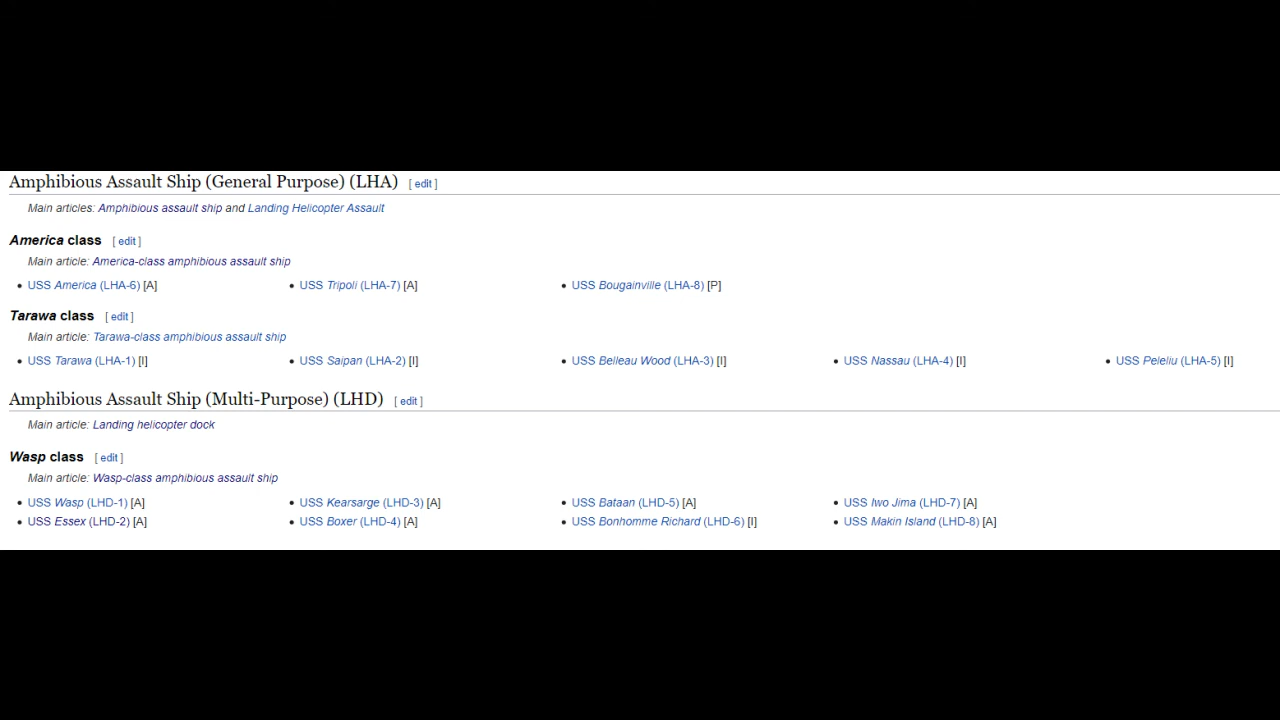 Amphibious Assault Ship (General Purpose) (LHA) [ edit ]
Main articles: Amphibious assault ship and Landing Helicopter Assault
America class [ edit ]
Main article: America-class amphibious assault ship
• USS America (LHA-6) [A] • USS Tripoli (LHA-7) [A] • USS Bougainville (LHA-8) [P]
Tarawa class [ edit ]
Main article: Tarawa-class amphibious assault ship
• USS Tarawa (LHA-1) [I] • USS Saipan (LHA-2) [I] • USS Belleau Wood (LHA-3) [I] • USS Nassau (LHA-4) [I] • USS Peleliu (LHA-5) [I]
Amphibious Assault Ship (Multi-Purpose) (LHD) [ edit ]
Main article: Landing helicopter dock
Wasp class [ edit ]
Main article: Wasp-class amphibious assault ship
• USS Wasp (LHD-1) [A] • USS Kearsarge (LHD-3) [A] • USS Bataan (LHD-5) [A] • USS Iwo Jima (LHD-7) [A]
• USS Essex (LHD-2) [A] • USS Boxer (LHD-4) [A] • USS Bonhomme Richard (LHD-6) [I] • USS Makin Island (LHD-8) [A]